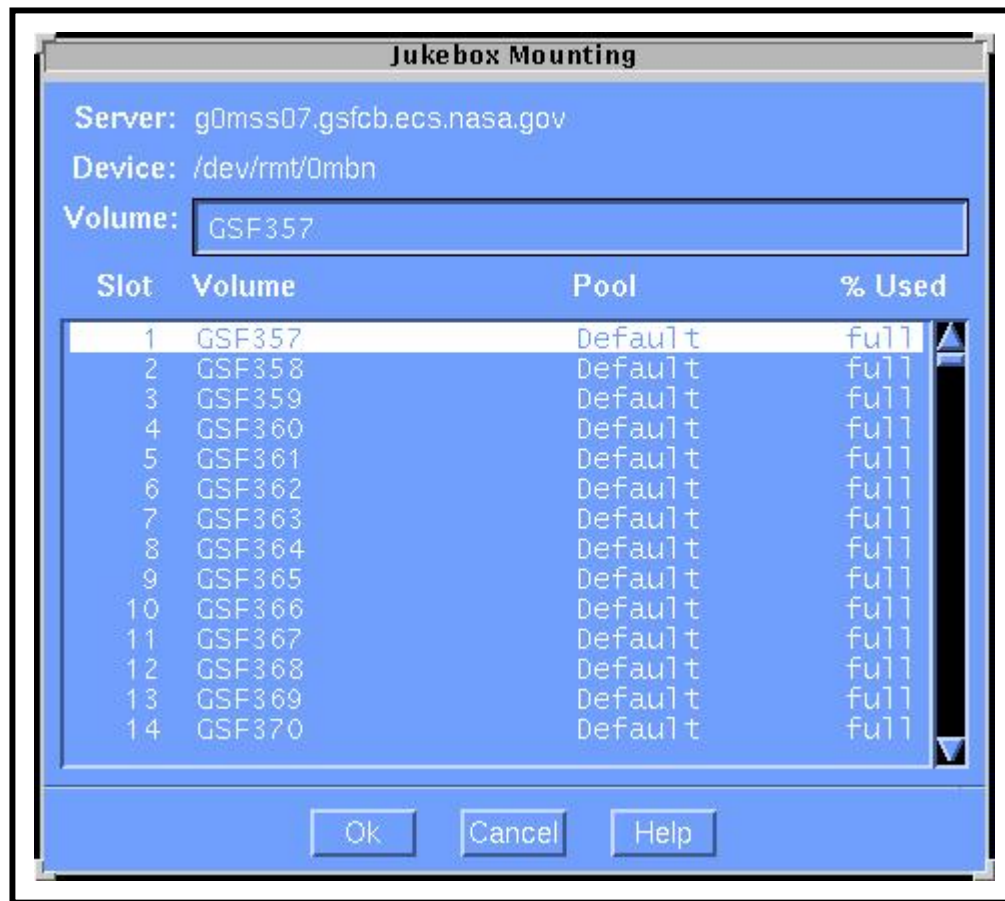 Jukebox Mounting
Server: g0mss07.gsfcb.ecs.nasa.gov
Device: /dev/rmt/0mbn
Volume: GSF357
Slot Volume Pool % Used
1 GSF357 Default full
2 GSF358 Default full
3 GSF359 Default full
4 GSF360 Default full
5 GSF361 Default full
6 GSF362 Default full
7 GSF363 Default full
8 GSF364 Default full
9 GSF365 Default full
10 GSF366 Default full
11 GSF367 Default full
12 GSF368 Default full
13 GSF369 Default full
14 GSF370 Default full
Ok Cancel Help